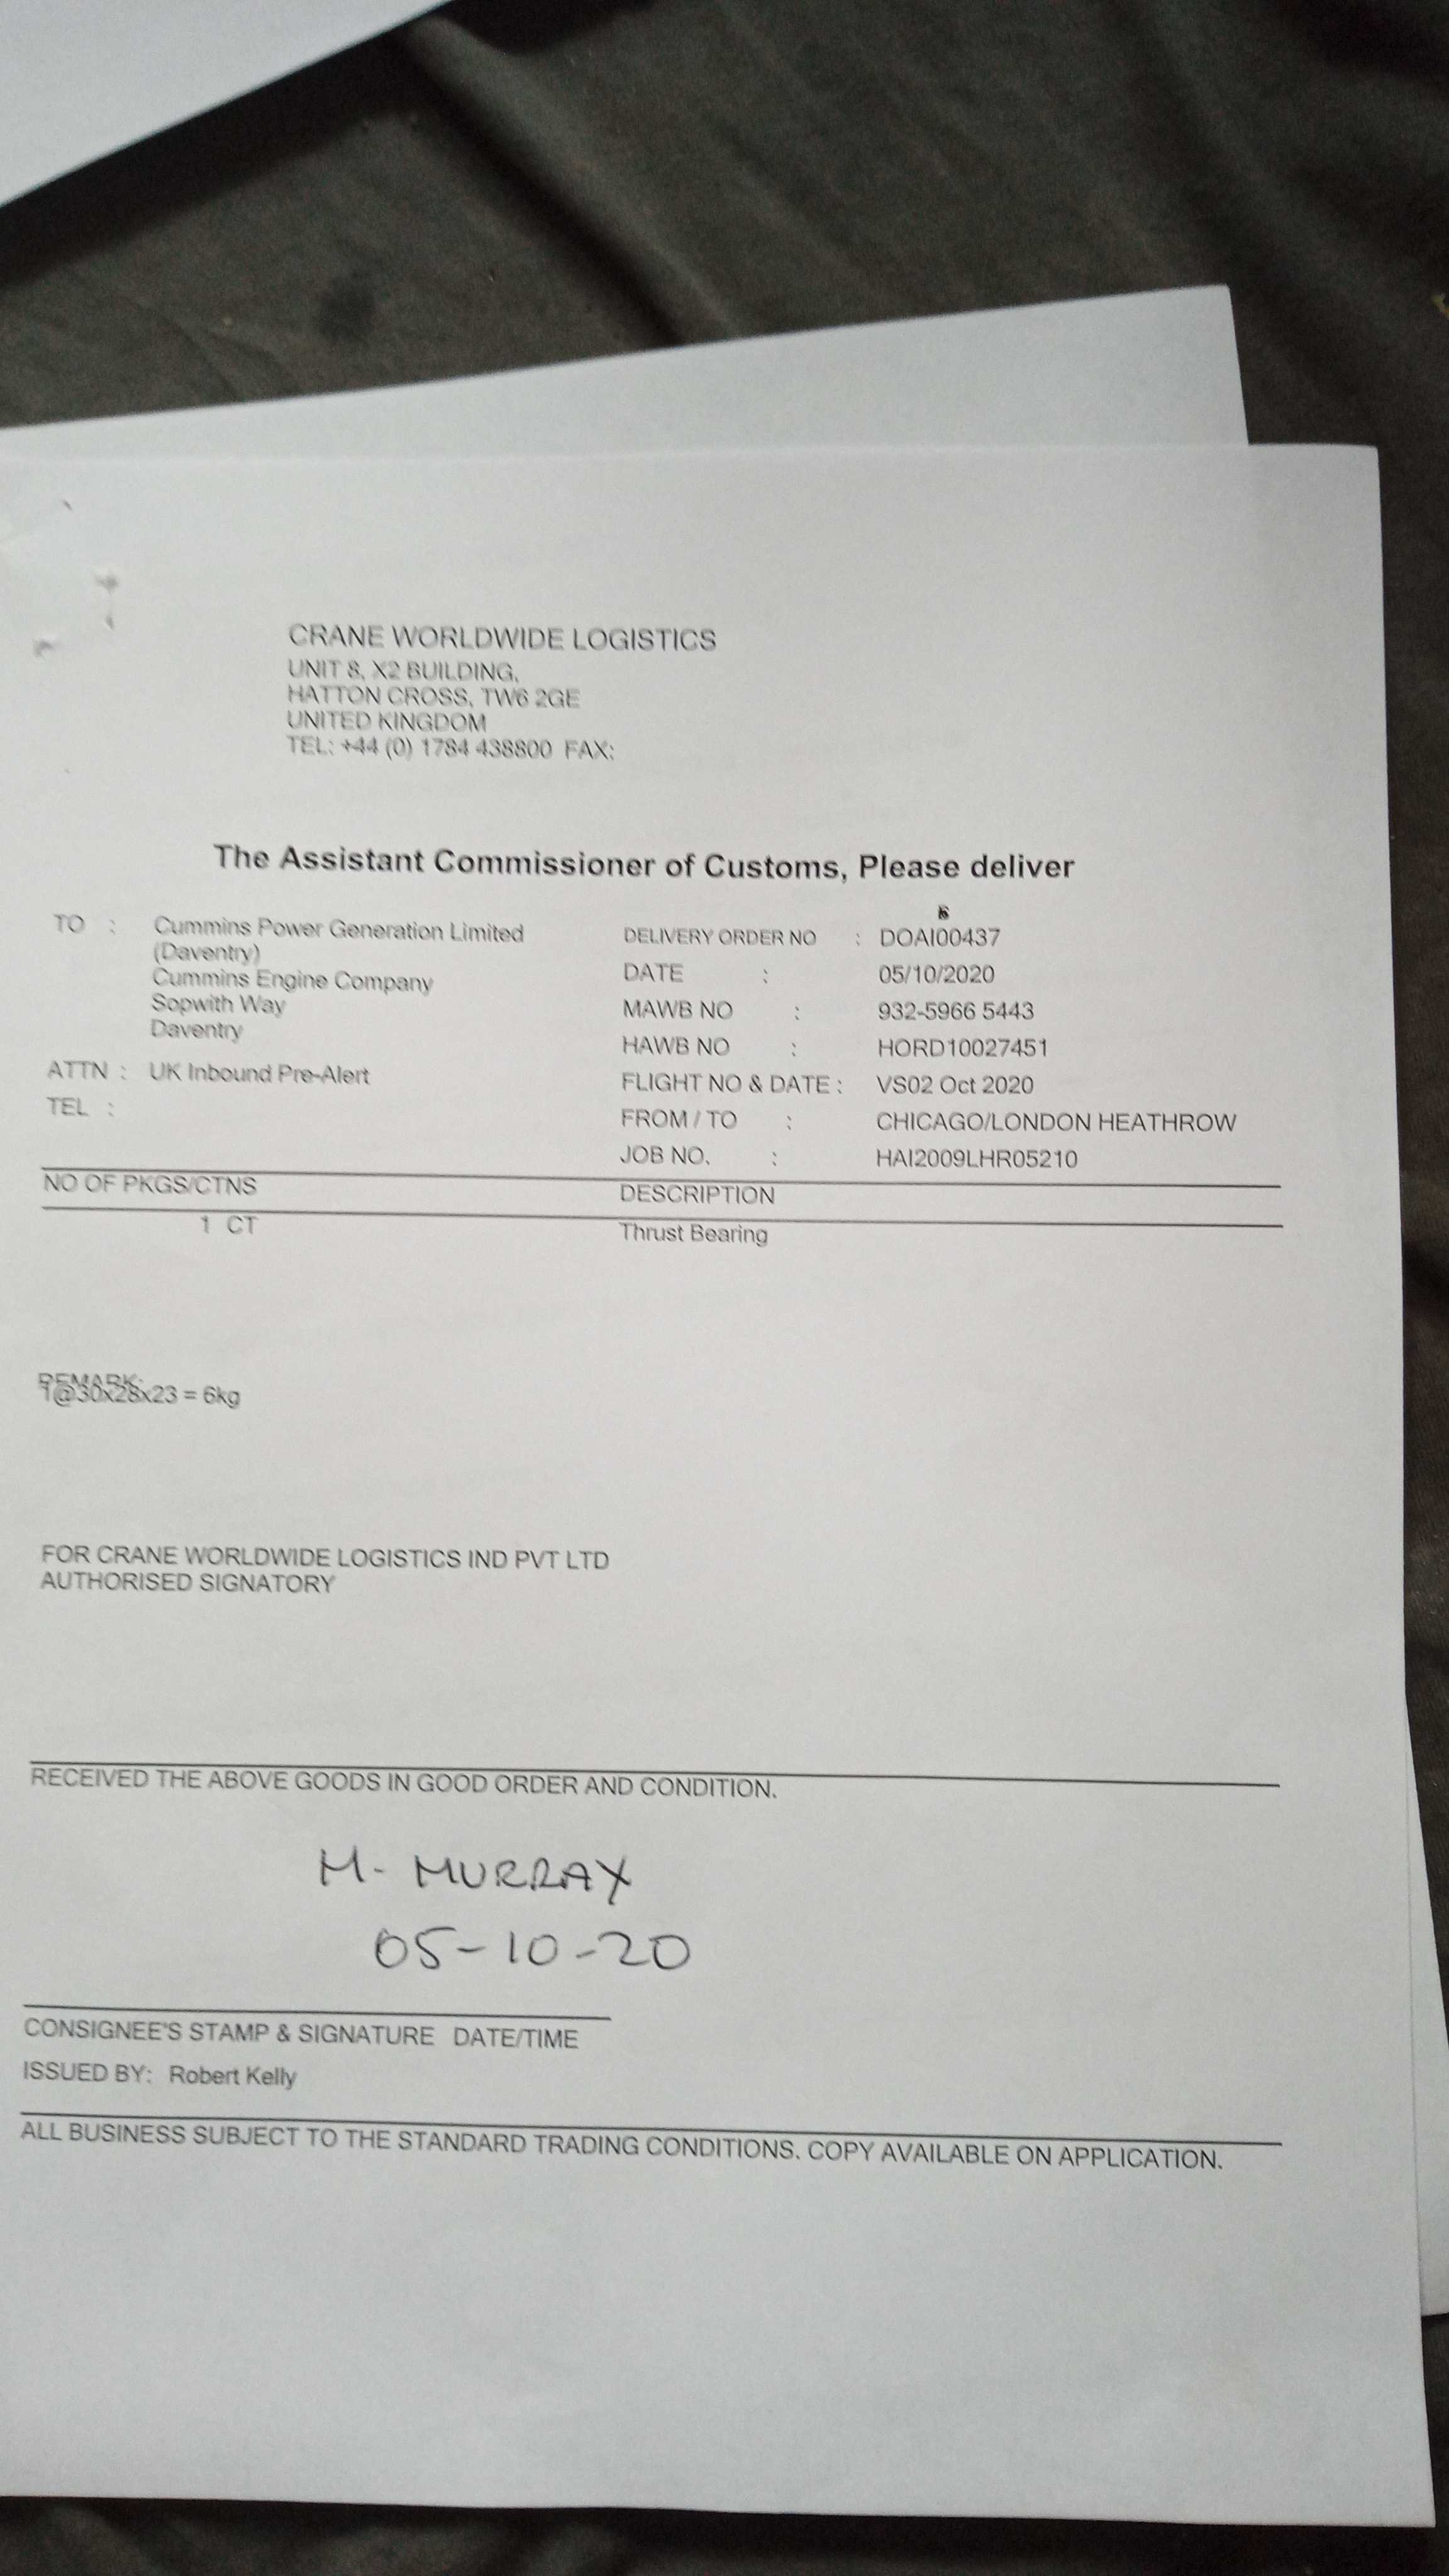 CRANE WORLDWIDE LOGISTICS
UNIT 8, X2 BUILDING,
HATTON CROSS, TW6 2GE
UNITED KINGDOM
TEL: +44 (0) 1784 438800 FAX:
The Assistant Commissioner of Customs, Please deliver
TO : Cummins Power Generation Limited
(Daventry)
Cummins Engine Company
Sopwith Way
Daventry
ATTN : UK Inbound Pre-Alert
TEL :
DELIVERY ORDER NO : DOAI00437
DATE : 05/10/2020
MAWB NO : 932-5966 5443
HAWB NO : HORD10027451
FLIGHT NO & DATE : VS02 Oct 2020
FROM / TO : CHICAGO/LONDON HEATHROW
JOB NO. : HAI2009LHR05210
NO OF PKGS/CTNS DESCRIPTION
1 CT Thrust Bearing
REMARK:
1@30x28x23 = 6kg
FOR CRANE WORLDWIDE LOGISTICS IND PVT LTD
AUTHORISED SIGNATORY
RECEIVED THE ABOVE GOODS IN GOOD ORDER AND CONDITION.
M. MURRAY
05-10-20
CONSIGNEE'S STAMP & SIGNATURE DATE/TIME
ISSUED BY: Robert Kelly
ALL BUSINESS SUBJECT TO THE STANDARD TRADING CONDITIONS. COPY AVAILABLE ON APPLICATION.